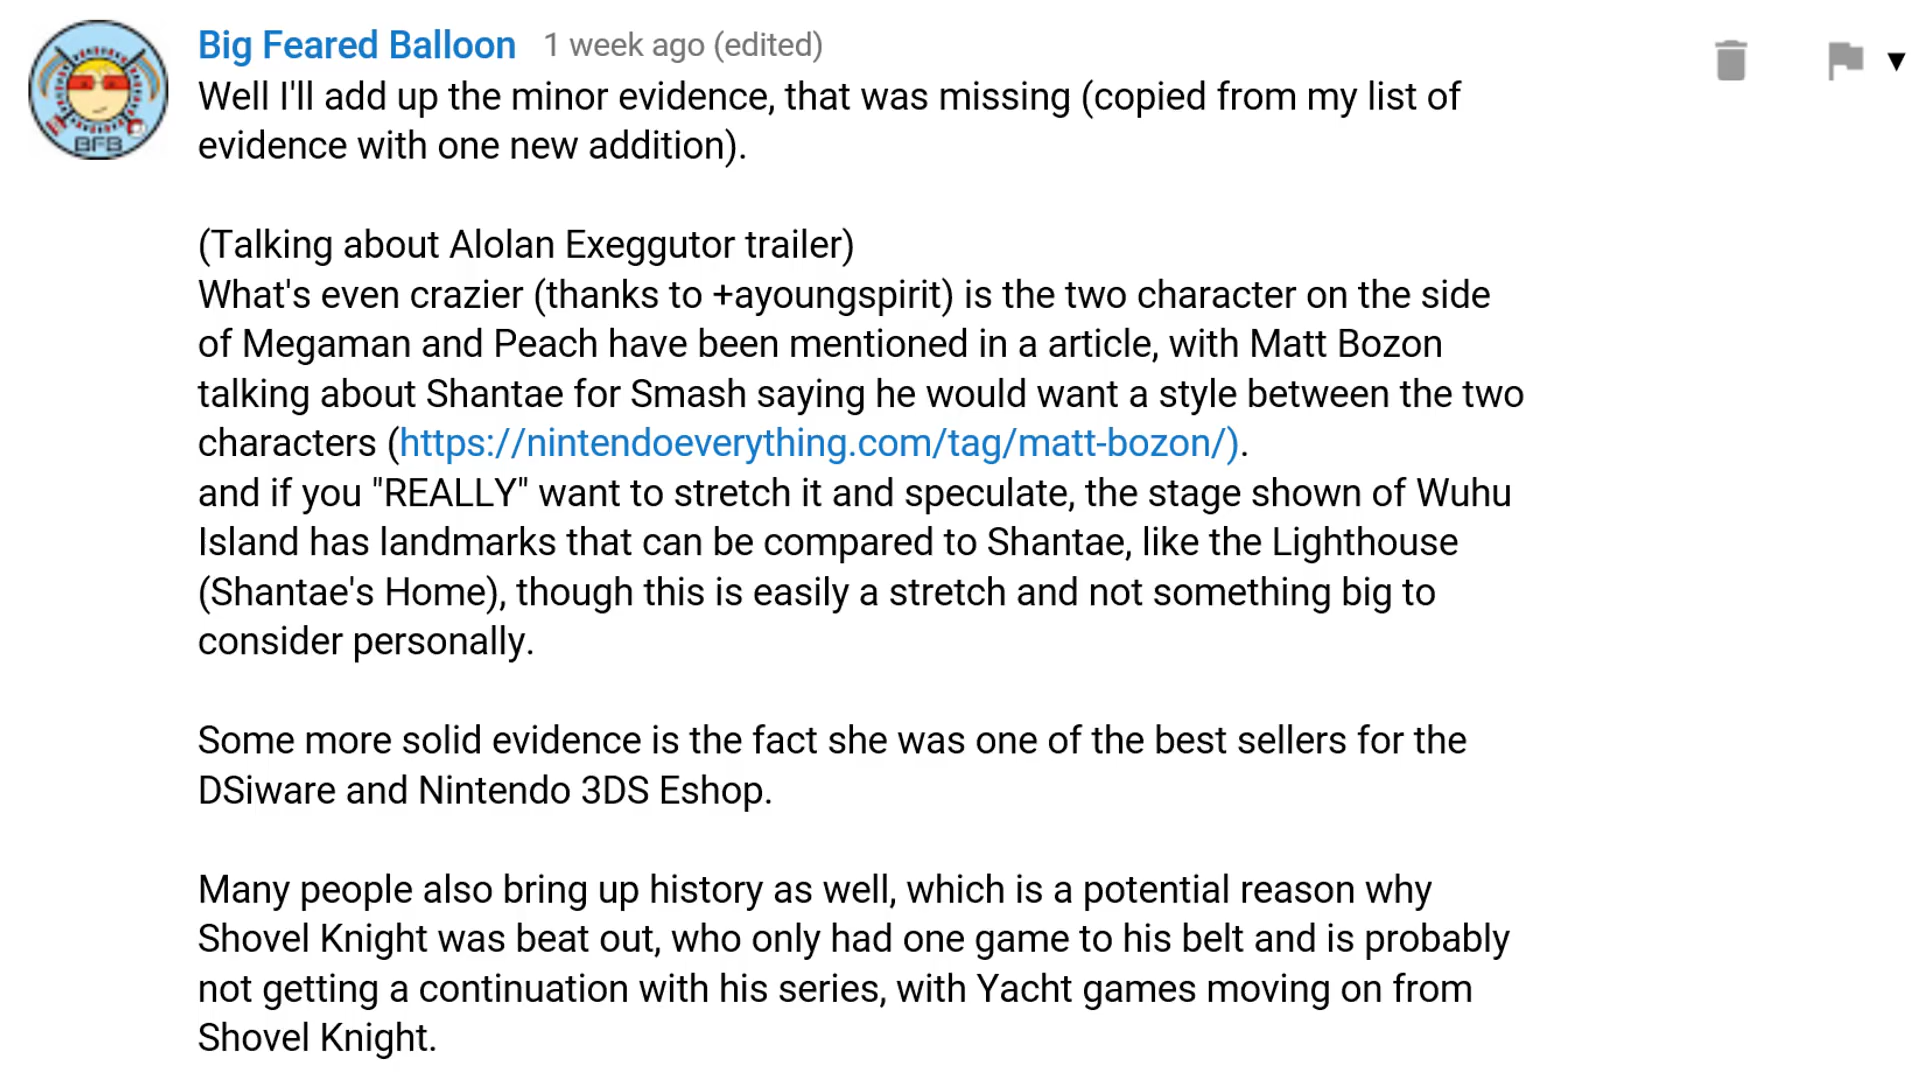 Big Feared Balloon 1 week ago (edited)
Well I'll add up the minor evidence, that was missing (copied from my list of
evidence with one new addition).
(Talking about Alolan Exeggutor trailer)
What's even crazier (thanks to +ayoungspirit) is the two character on the side
of Megaman and Peach have been mentioned in a article, with Matt Bozon
talking about Shantae for Smash saying he would want a style between the two
characters (https://nintendoeverything.com/tag/matt-bozon/).
and if you "REALLY" want to stretch it and speculate, the stage shown of Wuhu
Island has landmarks that can be compared to Shantae, like the Lighthouse
(Shantae's Home), though this is easily a stretch and not something big to
consider personally.
Some more solid evidence is the fact she was one of the best sellers for the
DSiware and Nintendo 3DS Eshop.
Many people also bring up history as well, which is a potential reason why
Shovel Knight was beat out, who only had one game to his belt and is probably
not getting a continuation with his series, with Yacht games moving on from
Shovel Knight.
BFB